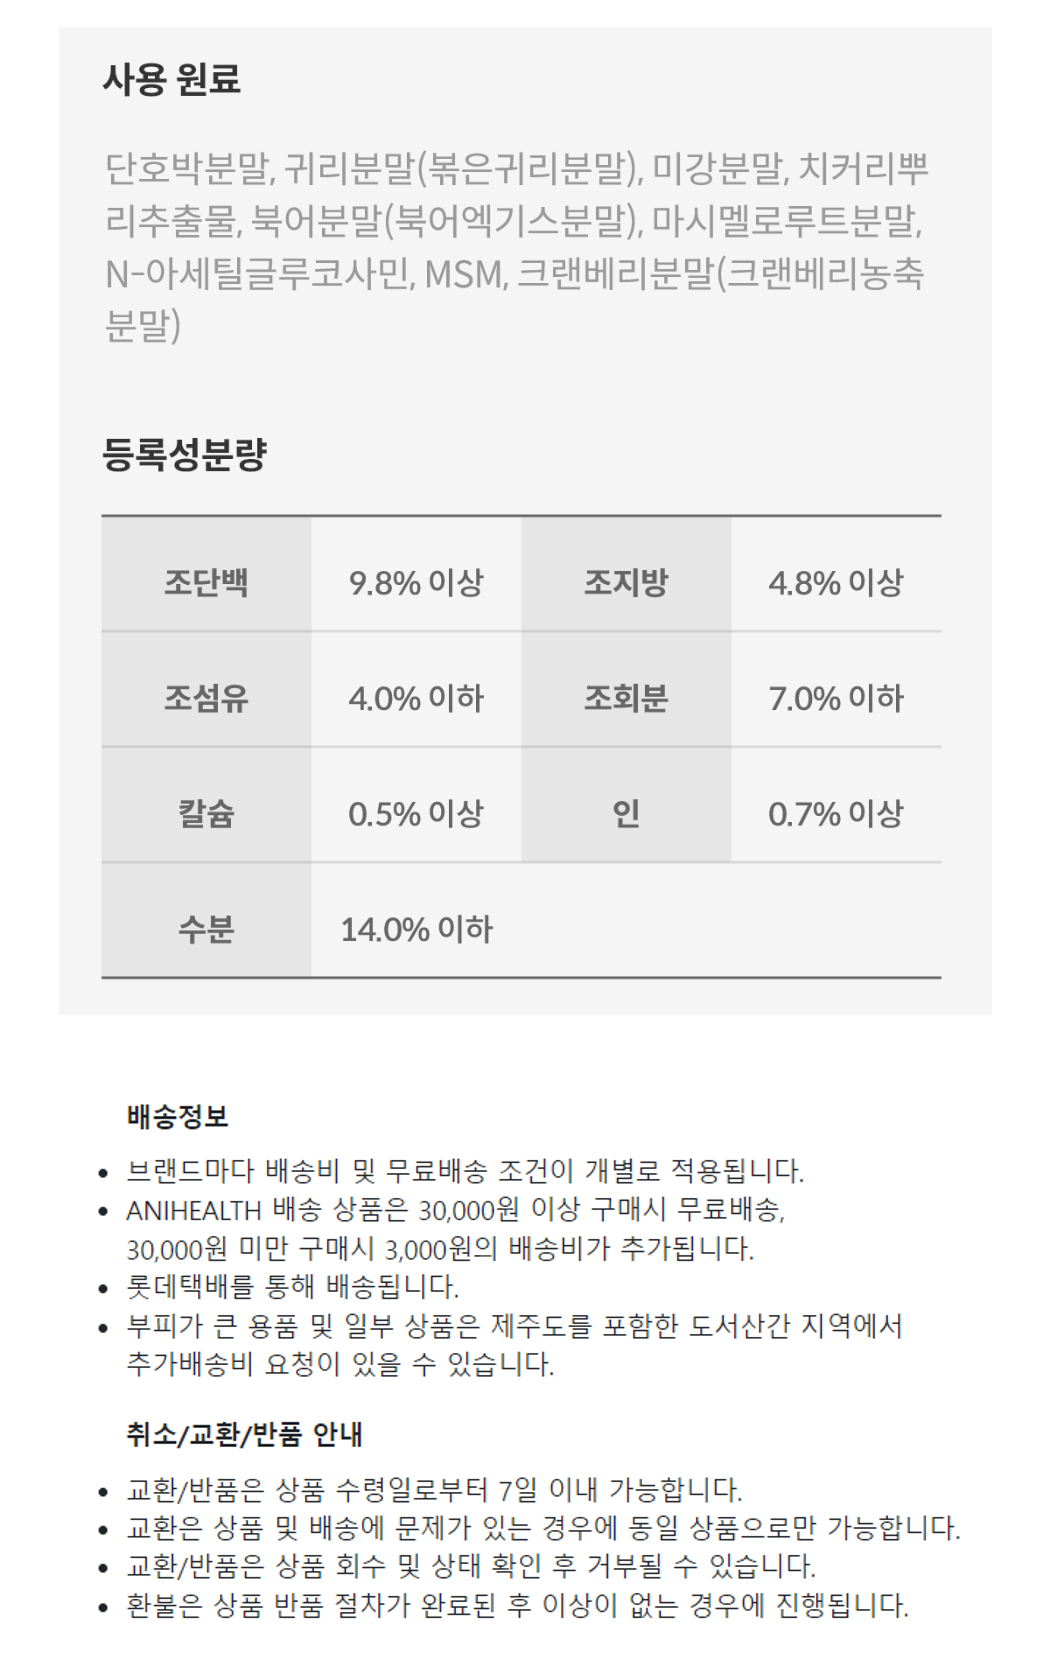 사용 원료
단호박분말, 귀리분말(볶은귀리분말), 미강분말, 치커리뿌
리추출물, 북어분말(북어엑기스분말), 마시멜로루트분말,
N-아세틸글루코사민, MSM, 크랜베리분말(크랜베리농축
분말)
등록성분량
조단백 9.8% 이상 조지방 4.8% 이상
조섬유 4.0% 이하 조회분 7.0% 이하
칼슘 0.5% 이상 인 0.7% 이상
수분 14.0% 이하
배송정보
• 브랜드마다 배송비 및 무료배송 조건이 개별로 적용됩니다.
• ANIHEALTH 배송 상품은 30,000원 이상 구매시 무료배송,
30,000원 미만 구매시 3,000원의 배송비가 추가됩니다.
• 롯데택배를 통해 배송됩니다.
• 부피가 큰 용품 및 일부 상품은 제주도를 포함한 도서산간 지역에서
추가배송비 요청이 있을 수 있습니다.
취소/교환/반품 안내
• 교환/반품은 상품 수령일로부터 7일 이내 가능합니다.
• 교환은 상품 및 배송에 문제가 있는 경우에 동일 상품으로만 가능합니다.
• 교환/반품은 상품 회수 및 상태 확인 후 거부될 수 있습니다.
• 환불은 상품 반품 절차가 완료된 후 이상이 없는 경우에 진행됩니다.